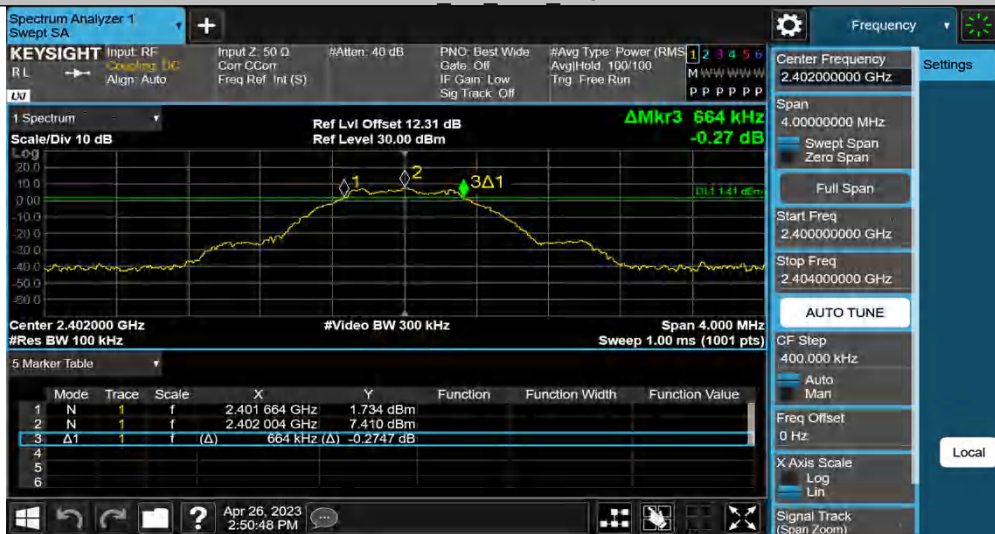 Spectrum Analyzer 1
Swept SA
+
Frequency
KEYSIGHT
RL
LXI
Input: RF
Coupling: DC
Align: Auto
Input Z: 50 Ω
Corr CCorr
Freq Ref: Int (S)
#Atten: 40 dB
PNO: Best Wide
Gate: Off
IF Gain: Low
Sig Track: Off
#Avg Type: Power (RMS
Avg|Hold: 100/100
Trig: Free Run
1 2 3 4 5 6
M W W W W W
P P P P P P
1 Spectrum
Scale/Div 10 dB
Ref Lvl Offset 12.31 dB
Ref Level 30.00 dBm
ΔMkr3 664 kHz
-0.27 dB
Log
20.0
10.0
0.00
-10.0
-20.0
-30.0
-40.0
-50.0
-60.0
1
2
3Δ1
DL1 1.41 dBm
Center 2.402000 GHz
#Res BW 100 kHz
#Video BW 300 kHz
Span 4.000 MHz
Sweep 1.00 ms (1001 pts)
5 Marker Table
Mode Trace Scale X Y Function Function Width Function Value
1 N 1 f 2.401 664 GHz 1.734 dBm
2 N 1 f 2.402 004 GHz 7.410 dBm
3 Δ1 1 f (Δ) 664 kHz (Δ) -0.2747 dB
4
5
6
?
Apr 26, 2023
2:50:48 PM
Center Frequency
2.402000000 GHz
Span
4.00000000 MHz
Swept Span
Zero Span
Full Span
Start Freq
2.400000000 GHz
Stop Freq
2.404000000 GHz
AUTO TUNE
CF Step
400.000 kHz
Auto
Man
Freq Offset
0 Hz
X Axis Scale
Log
Lin
Signal Track
(Span Zoom)
Settings
Local